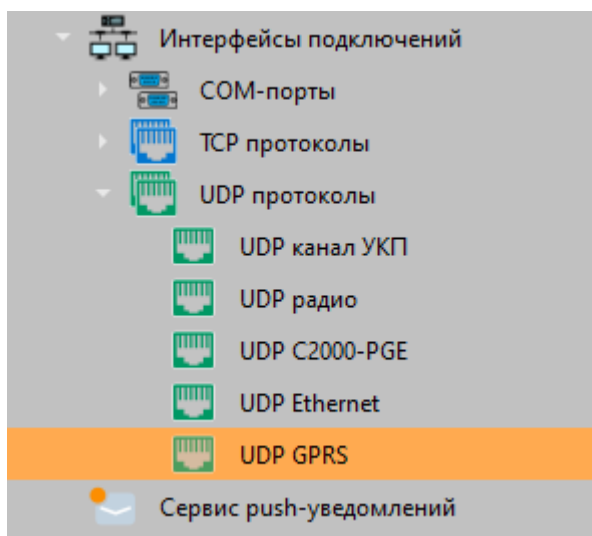 Интерфейсы подключений
COM-порты
TCP протоколы
UDP протоколы
UDP канал УКП
UDP радио
UDP C2000-PGE
UDP Ethernet
UDP GPRS
Сервис push-уведомлений